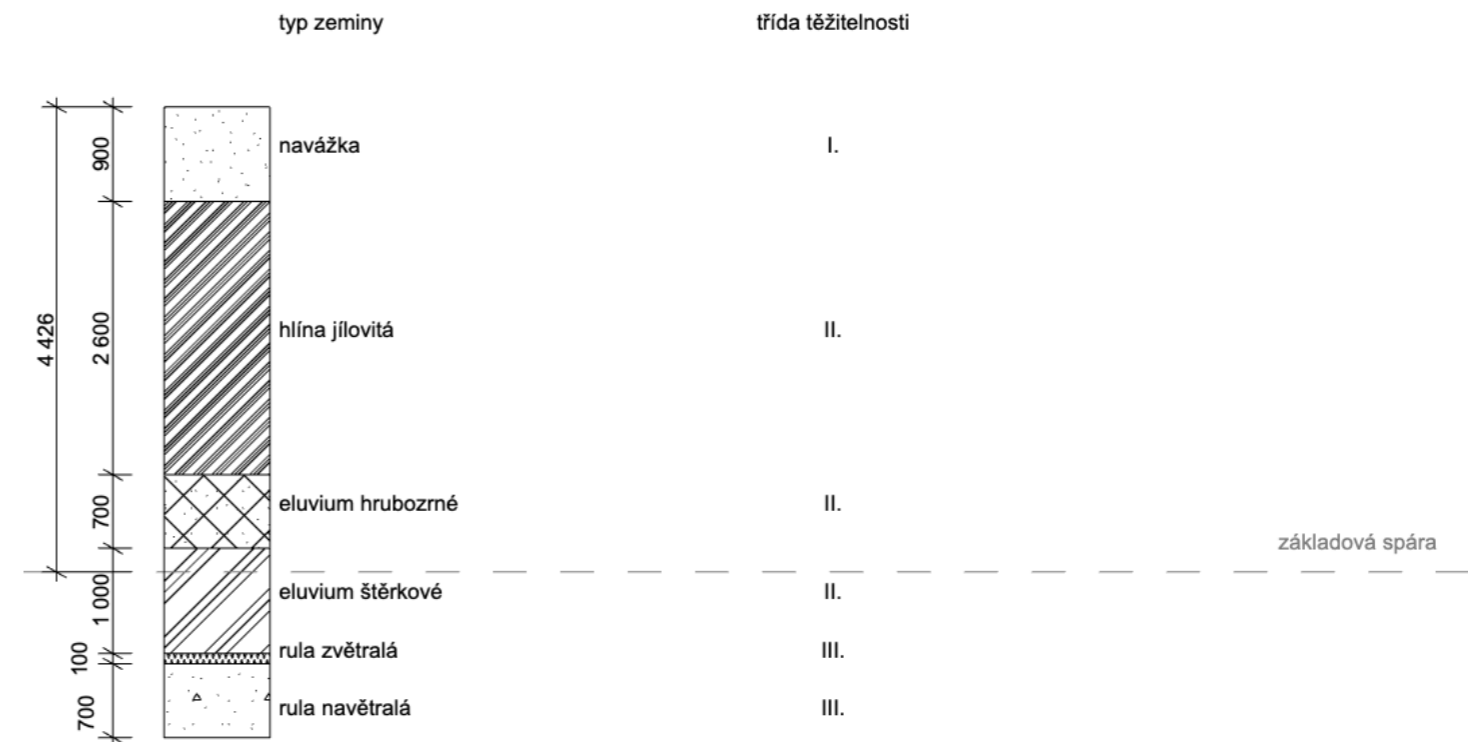 typ zeminy třída těžitelnosti
900 navážka I.
4 426 2 600 hlína jílovitá II.
700 eluvium hrubozrné II.
základová spára
1 000 eluvium štěrkové II.
100 rula zvětralá III.
700 rula navětralá III.